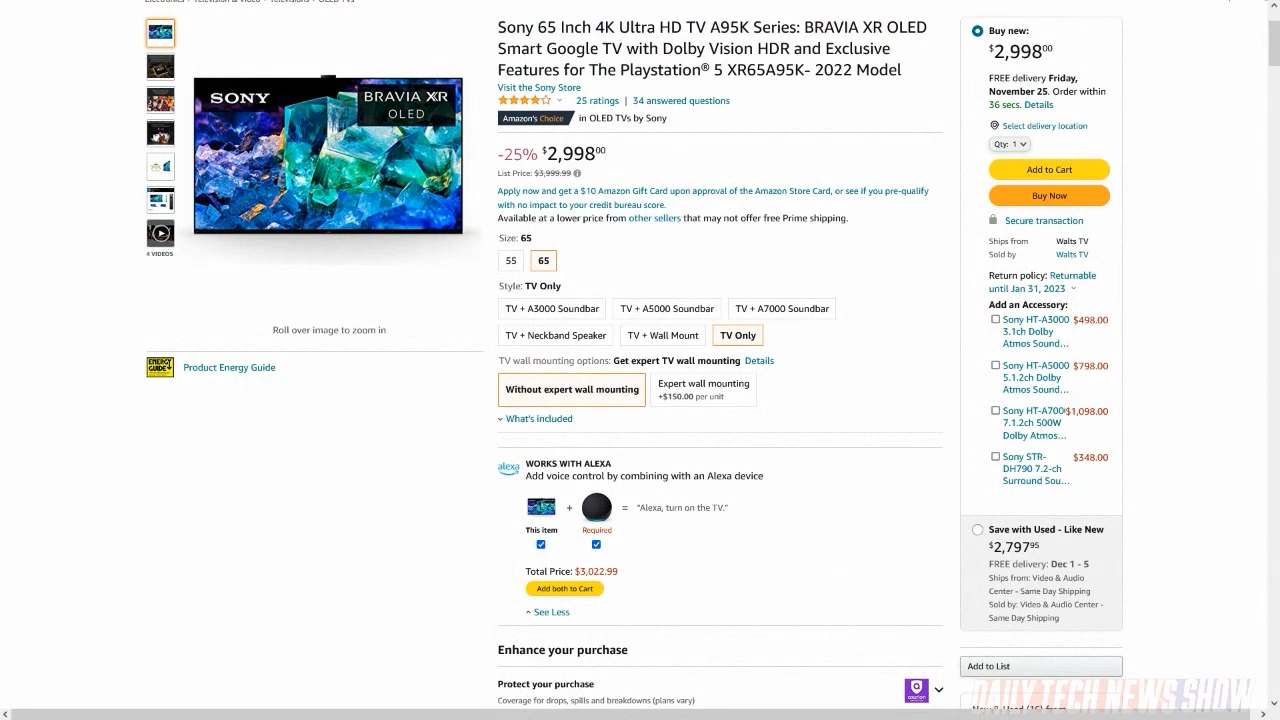 Electronics › Television & Video › Televisions › OLED TVs
SONY
BRAVIA XR
OLED
4 VIDEOS
Roll over image to zoom in
ENERGY
GUIDE
Product Energy Guide
Sony 65 Inch 4K Ultra HD TV A95K Series: BRAVIA XR OLED
Smart Google TV with Dolby Vision HDR and Exclusive
Features for The Playstation® 5 XR65A95K- 2022 Model
Visit the Sony Store
25 ratings | 34 answered questions
Amazon's Choice in OLED TVs by Sony
-25% $2,99800
List Price: $3,999.99
Apply now and get a $10 Amazon Gift Card upon approval of the Amazon Store Card, or see if you pre-qualify
with no impact to your credit bureau score.
Available at a lower price from other sellers that may not offer free Prime shipping.
Size: 65
55 65
Style: TV Only
TV + A3000 Soundbar TV + A5000 Soundbar TV + A7000 Soundbar
TV + Neckband Speaker TV + Wall Mount TV Only
TV wall mounting options: Get expert TV wall mounting Details
Without expert wall mounting
Expert wall mounting
+$150.00 per unit
What's included
alexa
WORKS WITH ALEXA
Add voice control by combining with an Alexa device
+ = "Alexa, turn on the TV."
This item Required
Total Price: $3,022.99
Add both to Cart
See Less
Enhance your purchase
Protect your purchase
Coverage for drops, spills and breakdowns (plans vary)
asurion
Buy new:
$2,99800
FREE delivery Friday,
November 25. Order within
36 secs. Details
Select delivery location
Qty: 1
Add to Cart
Buy Now
Secure transaction
Ships from Walts TV
Sold by Walts TV
Return policy: Returnable
until Jan 31, 2023
Add an Accessory:
Sony HT-A3000 $498.00
3.1ch Dolby
Atmos Sound...
Sony HT-A5000 $798.00
5.1.2ch Dolby
Atmos Sound...
Sony HT-A700 $1,098.00
7.1.2ch 500W
Dolby Atmos...
Sony STR- $348.00
DH790 7.2-ch
Surround Sou...
Save with Used - Like New
$2,79795
FREE delivery: Dec 1 - 5
Ships from: Video & Audio
Center - Same Day Shipping
Sold by: Video & Audio Center -
Same Day Shipping
Add to List
New & Used (16) from
DAILY TECH NEWS SHOW